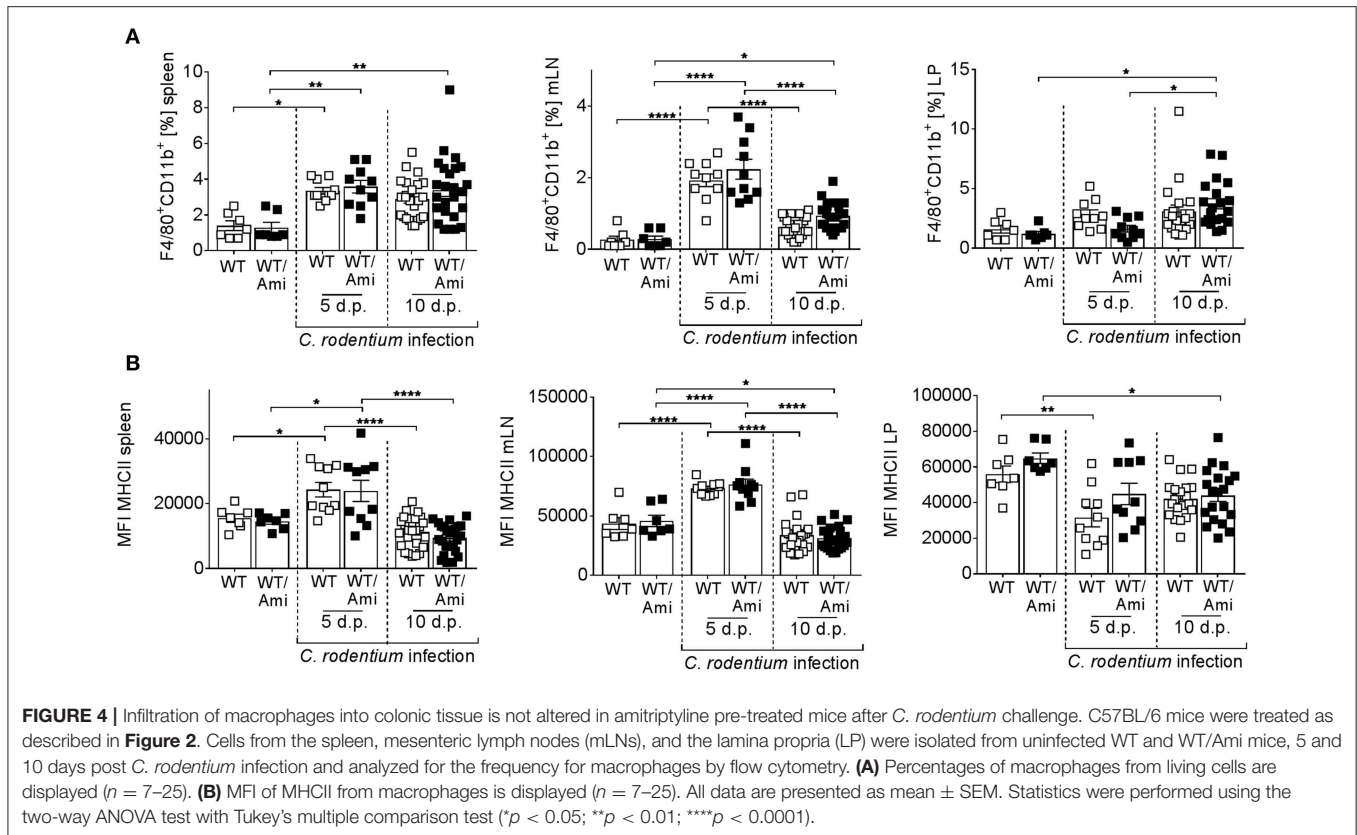 A
F4/80+CD11b+ [%] spleen
10
8
6
4
2
0
*
**
**
WT
WT/
Ami
WT
WT/
Ami
WT
WT/
Ami
5 d.p.
10 d.p.
C. rodentium infection
F4/80+CD11b+ [%] mLN
4
2
0
****
****
*
****
****
WT
WT/
Ami
WT
WT/
Ami
WT
WT/
Ami
5 d.p.
10 d.p.
C. rodentium infection
F4/80+CD11b+ [%] LP
15
10
5
0
*
*
WT
WT/
Ami
WT
WT/
Ami
WT
WT/
Ami
5 d.p.
10 d.p.
C. rodentium infection
B
MFI MHCII spleen
40000
20000
0
*
*
****
****
WT
WT/
Ami
WT
WT/
Ami
WT
WT/
Ami
5 d.p.
10 d.p.
C. rodentium infection
MFI MHCII mLN
150000
100000
50000
0
****
****
*
****
****
WT
WT/
Ami
WT
WT/
Ami
WT
WT/
Ami
5 d.p.
10 d.p.
C. rodentium infection
MFI MHCII LP
100000
80000
60000
40000
20000
0
**
*
WT
WT/
Ami
WT
WT/
Ami
WT
WT/
Ami
5 d.p.
10 d.p.
C. rodentium infection
FIGURE 4 | Infiltration of macrophages into colonic tissue is not altered in amitriptyline pre-treated mice after C. rodentium challenge. C57BL/6 mice were treated as
described in Figure 2. Cells from the spleen, mesenteric lymph nodes (mLNs), and the lamina propria (LP) were isolated from uninfected WT and WT/Ami mice, 5 and
10 days post C. rodentium infection and analyzed for the frequency for macrophages by flow cytometry. (A) Percentages of macrophages from living cells are
displayed (n = 7–25). (B) MFI of MHCII from macrophages is displayed (n = 7–25). All data are presented as mean ± SEM. Statistics were performed using the
two-way ANOVA test with Tukey's multiple comparison test (*p < 0.05; **p < 0.01; ****p < 0.0001).